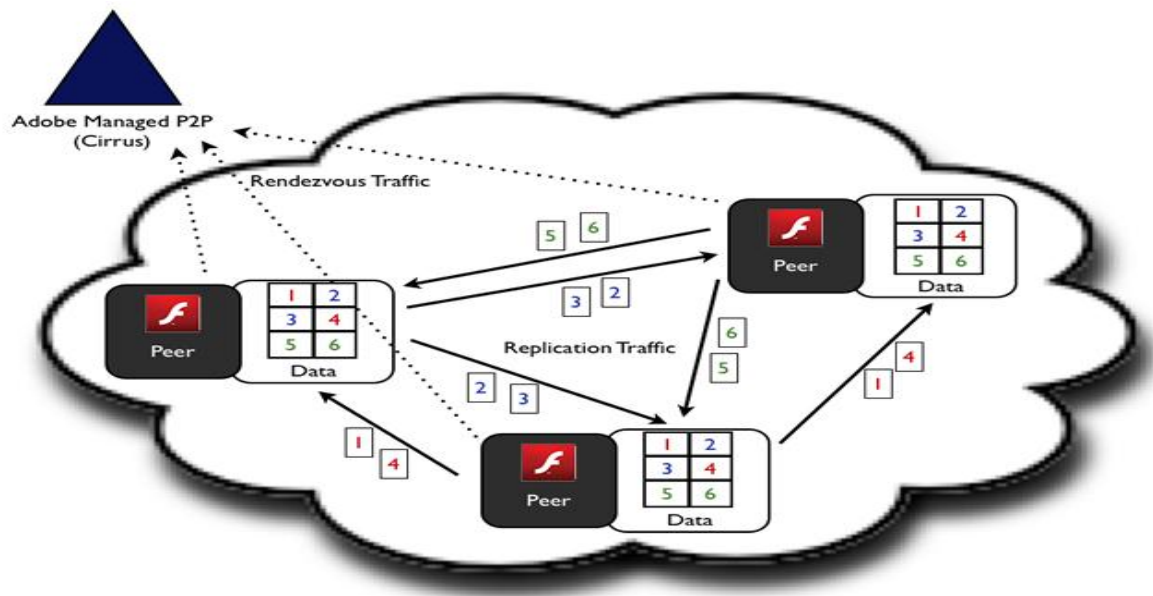 Adobe Managed P2P
(Cirrus)
Rendezvous Traffic
1 2
3 4
5 6
Peer
Data
5 6
3 2
1 2
3 4
5 6
Peer
Data
Replication Traffic
6
5
4
1
2 3
1
4
1 2
3 4
5 6
Peer
Data